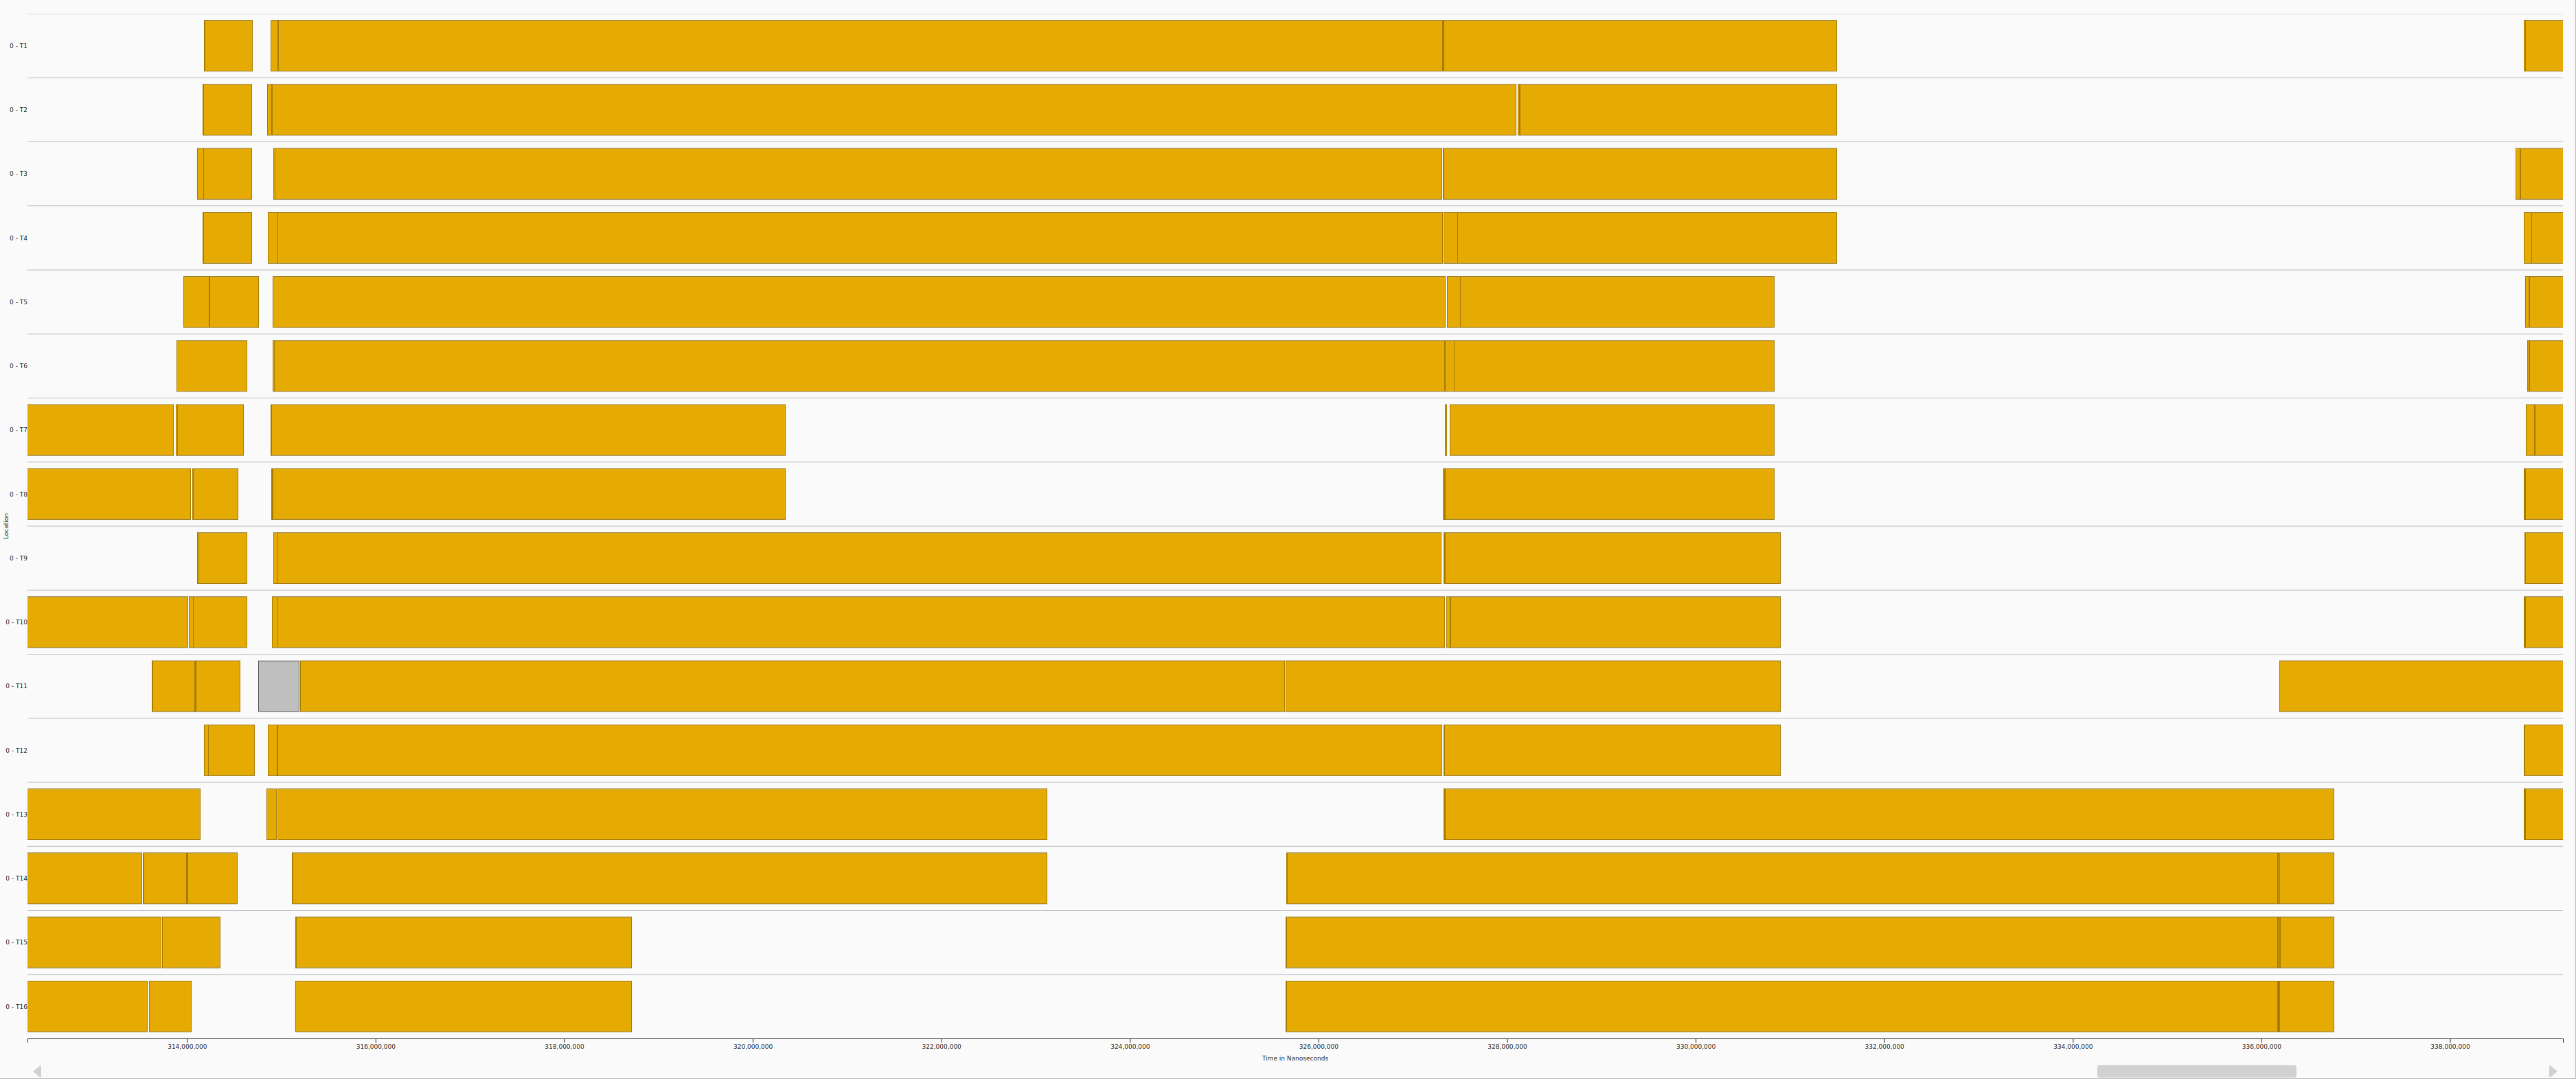 0 - T1
0 - T2
0 - T3
0 - T4
0 - T5
0 - T6
0 - T7
0 - T8
Location
0 - T9
0 - T10
0 - T11
0 - T12
0 - T13
0 - T14
0 - T15
0 - T16
314,000,000 316,000,000 318,000,000 320,000,000 322,000,000 324,000,000 326,000,000 328,000,000 330,000,000 332,000,000 334,000,000 336,000,000 338,000,000
Time in Nanoseconds